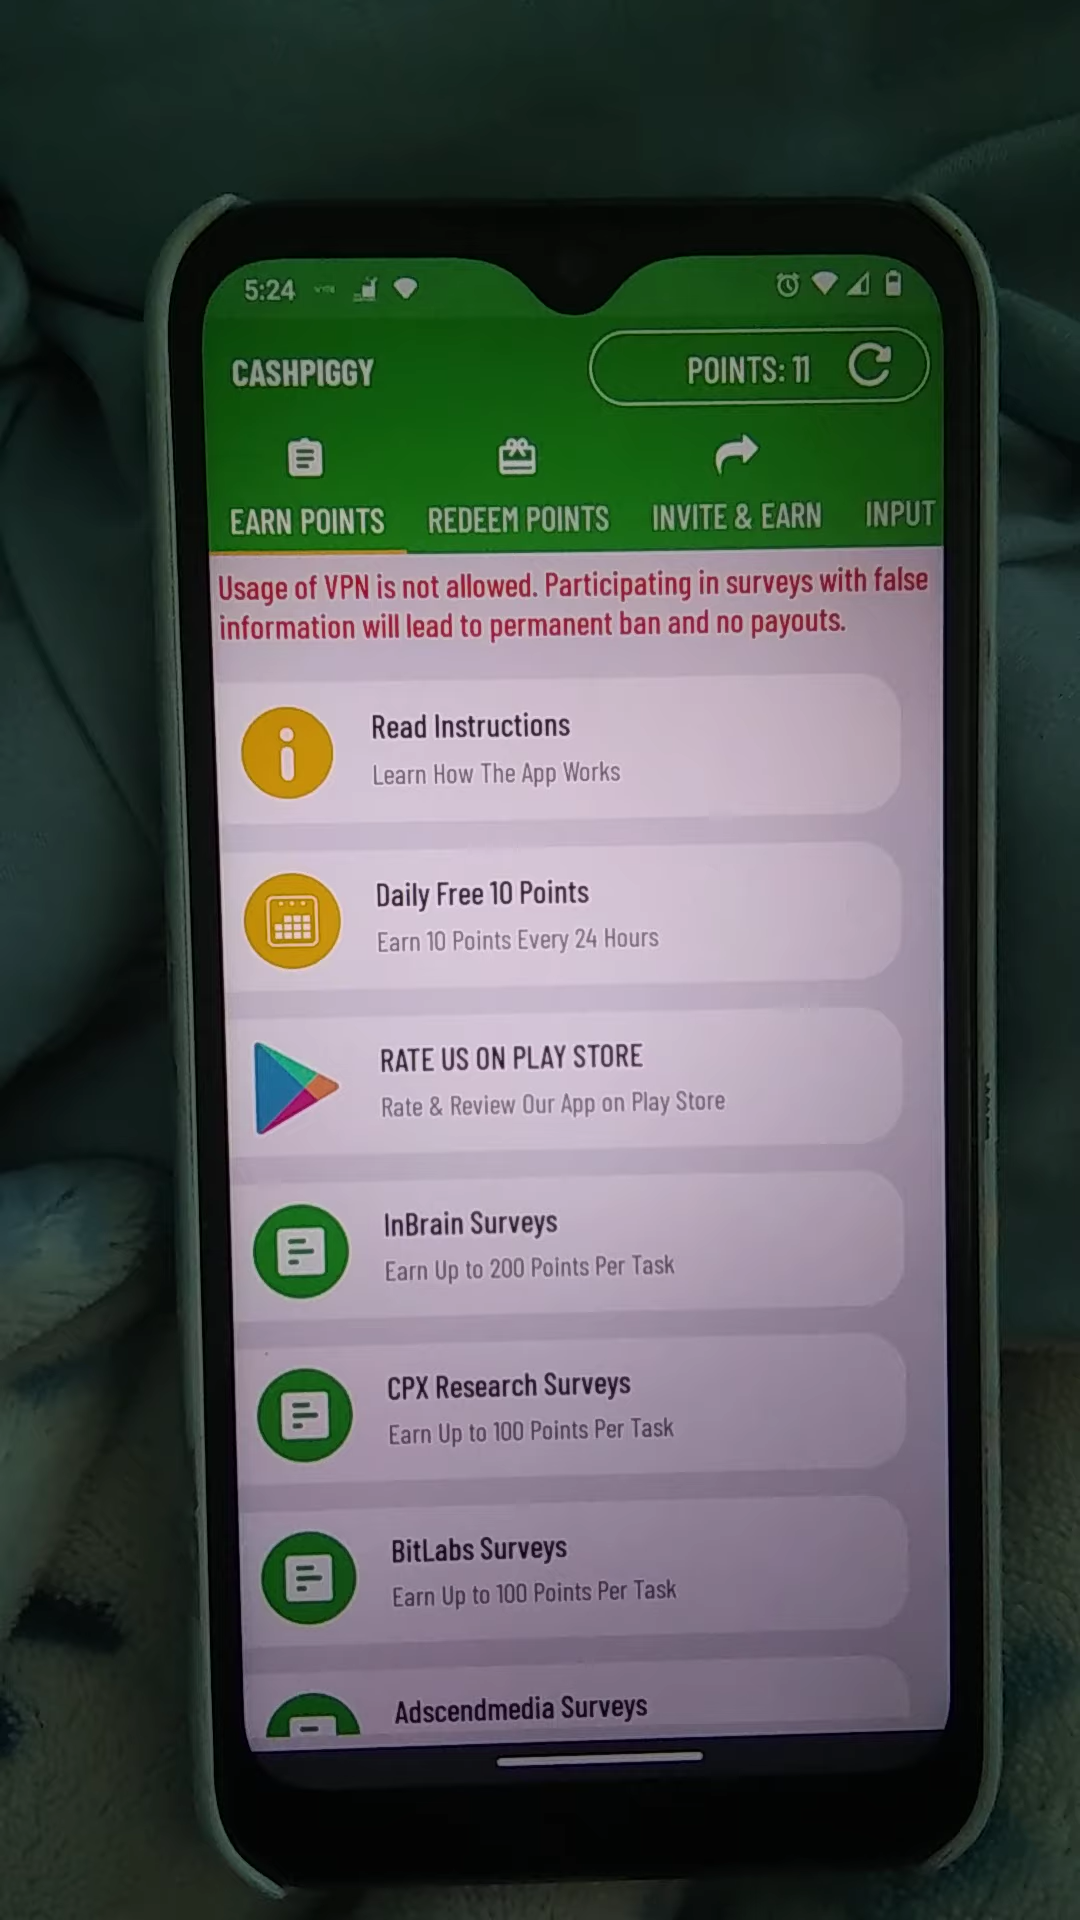 5:24
CASHPIGGY
POINTS: 11
EARN POINTS
REDEEM POINTS
INVITE & EARN
INPUT
Usage of VPN is not allowed. Participating in surveys with false
information will lead to permanent ban and no payouts.
Read Instructions
Learn How The App Works
Daily Free 10 Points
Earn 10 Points Every 24 Hours
RATE US ON PLAY STORE
Rate & Review Our App on Play Store
InBrain Surveys
Earn Up to 200 Points Per Task
CPX Research Surveys
Earn Up to 100 Points Per Task
BitLabs Surveys
Earn Up to 100 Points Per Task
Adscendmedia Surveys